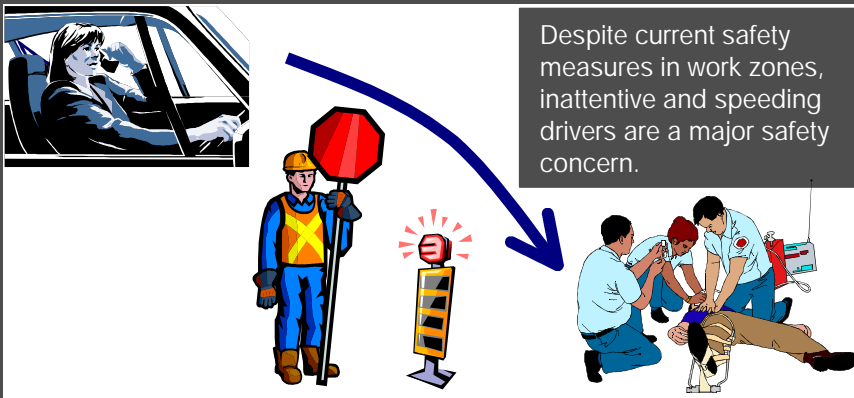 Despite current safety
measures in work zones,
inattentive and speeding
drivers are a major safety
concern.